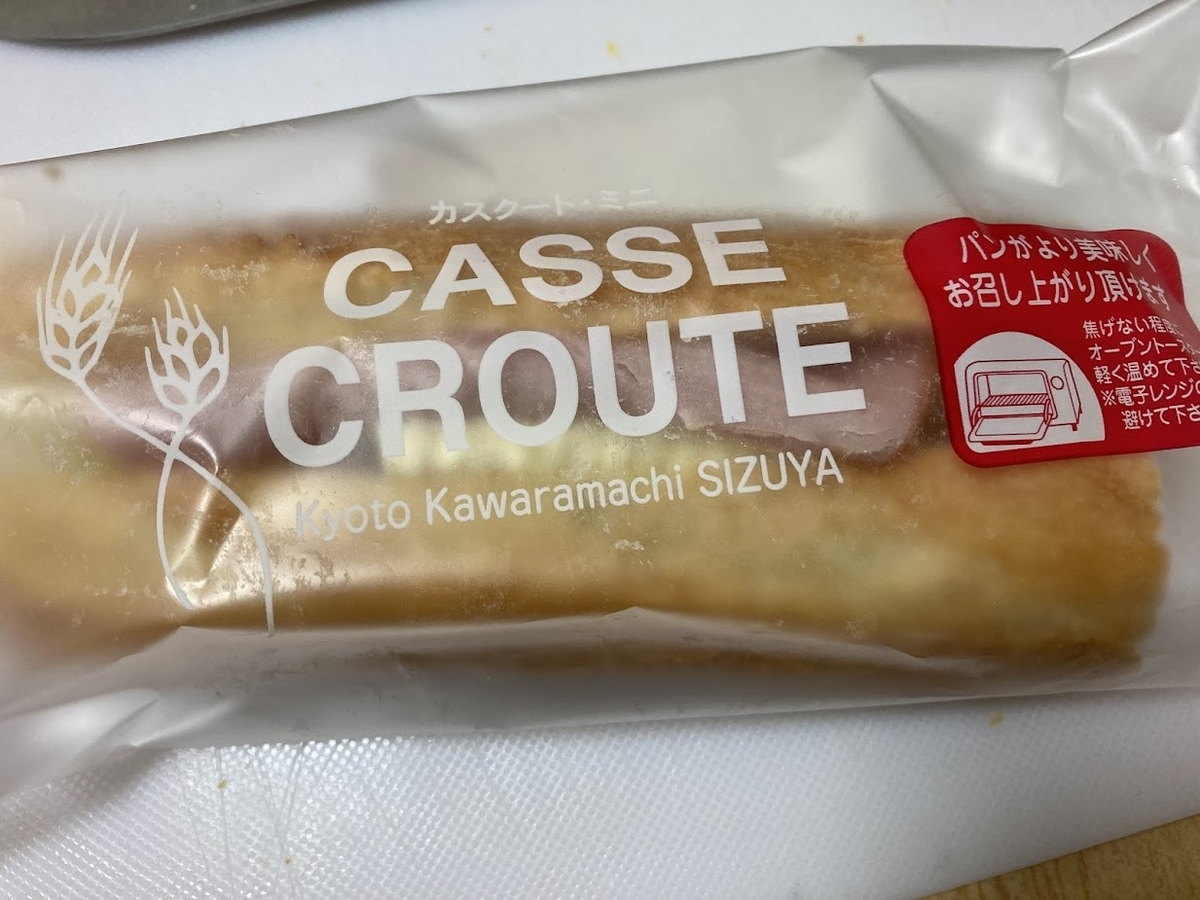 カスクート・ミニ
CASSE
CROUTE
Kyoto Kawaramachi SIZUYA
パンがより美味しく
お召し上がり頂けます
焦げない程度
オーブントース
軽く温めて下さ
※電子レンジ
避けて下さ